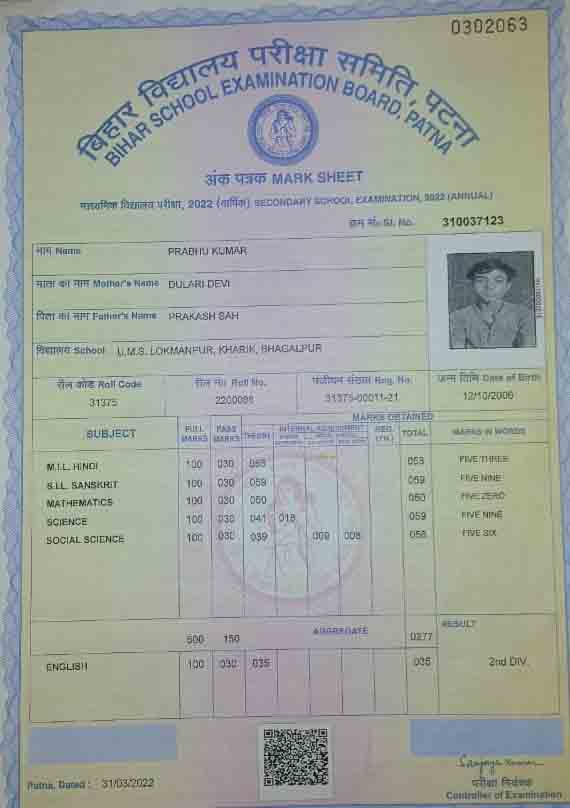 0302063
बिहार विद्यालय परीक्षा समिति, पटना
BIHAR SCHOOL EXAMINATION BOARD, PATNA
अंक पत्रक MARK SHEET
माध्यमिक विद्यालय परीक्षा, 2022 (वार्षिक) SECONDARY SCHOOL EXAMINATION, 2022 (ANNUAL)
क्रम सं० Sl. No. 310037123
नाम Name PRABHU KUMAR
माता का नाम Mother's Name DULARI DEVI
पिता का नाम Father's Name PRAKASH SAH
विद्यालय School U.M.S. LOKMANPUR, KHARIK, BHAGALPUR
रोल कोड Roll Code रोल नं० Roll No. पंजीयन संख्या Reg. No. जन्म तिथि Date of Birth
31375 2200086 31375-00011-21 12/10/2006
SUBJECT FULL MARKS PASS MARKS THEORY INTERNAL ASSESSMENT REG. MARKS OBTAINED TOTAL MARKS IN WORDS
M.I.L. HINDI 100 030 053 053 FIVE THREE
S.I.L. SANSKRIT 100 030 059 059 FIVE NINE
MATHEMATICS 100 030 050 050 FIVE ZERO
SCIENCE 100 030 041 018 059 FIVE NINE
SOCIAL SCIENCE 100 030 039 009 008 056 FIVE SIX
500 150 AGGREGATE 0277 RESULT
ENGLISH 100 030 035 035 2nd DIV.
Patna, Dated : 31/03/2022
Sanjay Kumar
परीक्षा नियंत्रक
Controller of Examination